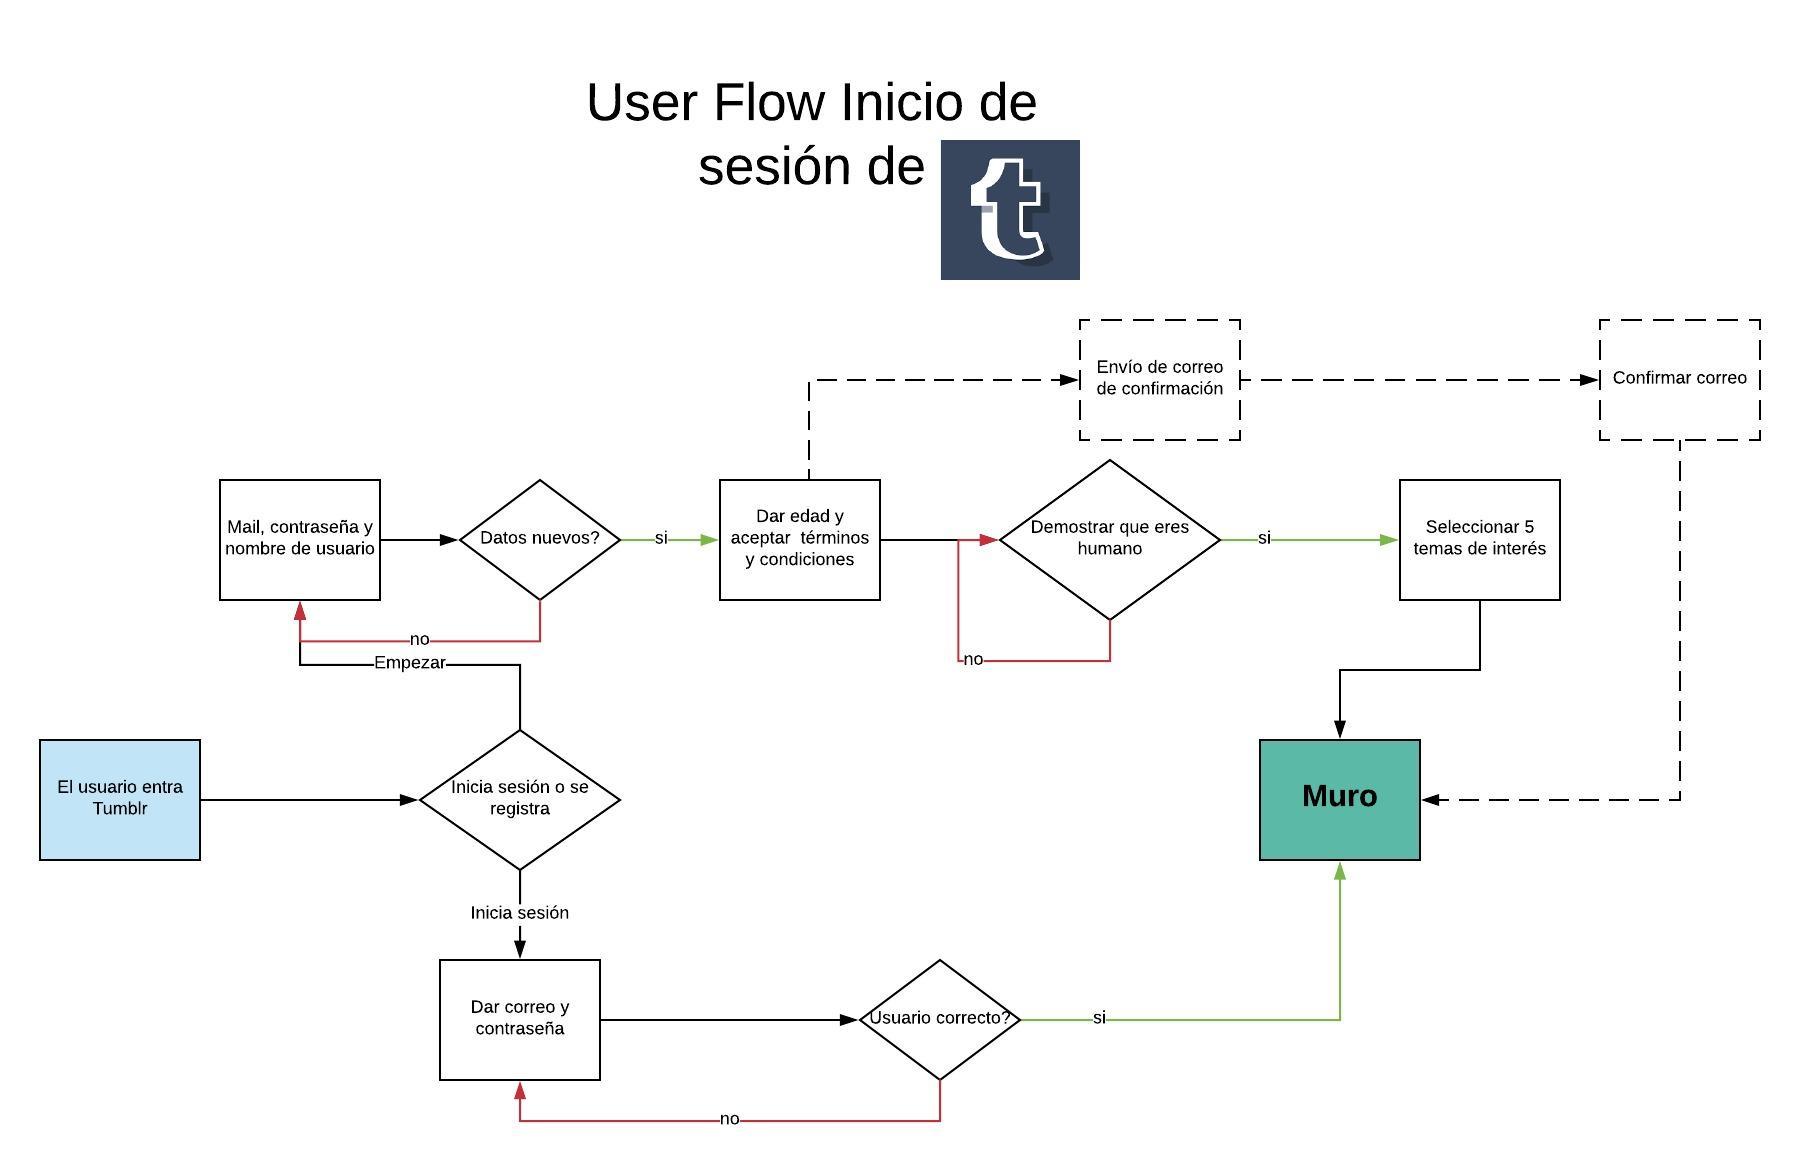 User Flow Inicio de
sesión de
t
Envío de correo
de confirmación
Confirmar correo
Mail, contraseña y
nombre de usuario
Datos nuevos?
si
Dar edad y
aceptar términos
y condiciones
Demostrar que eres
humano
si
Seleccionar 5
temas de interés
no
no
Empezar
El usuario entra
Tumblr
Inicia sesión o se
registra
Muro
Inicia sesión
Dar correo y
contraseña
Usuario correcto?
si
no